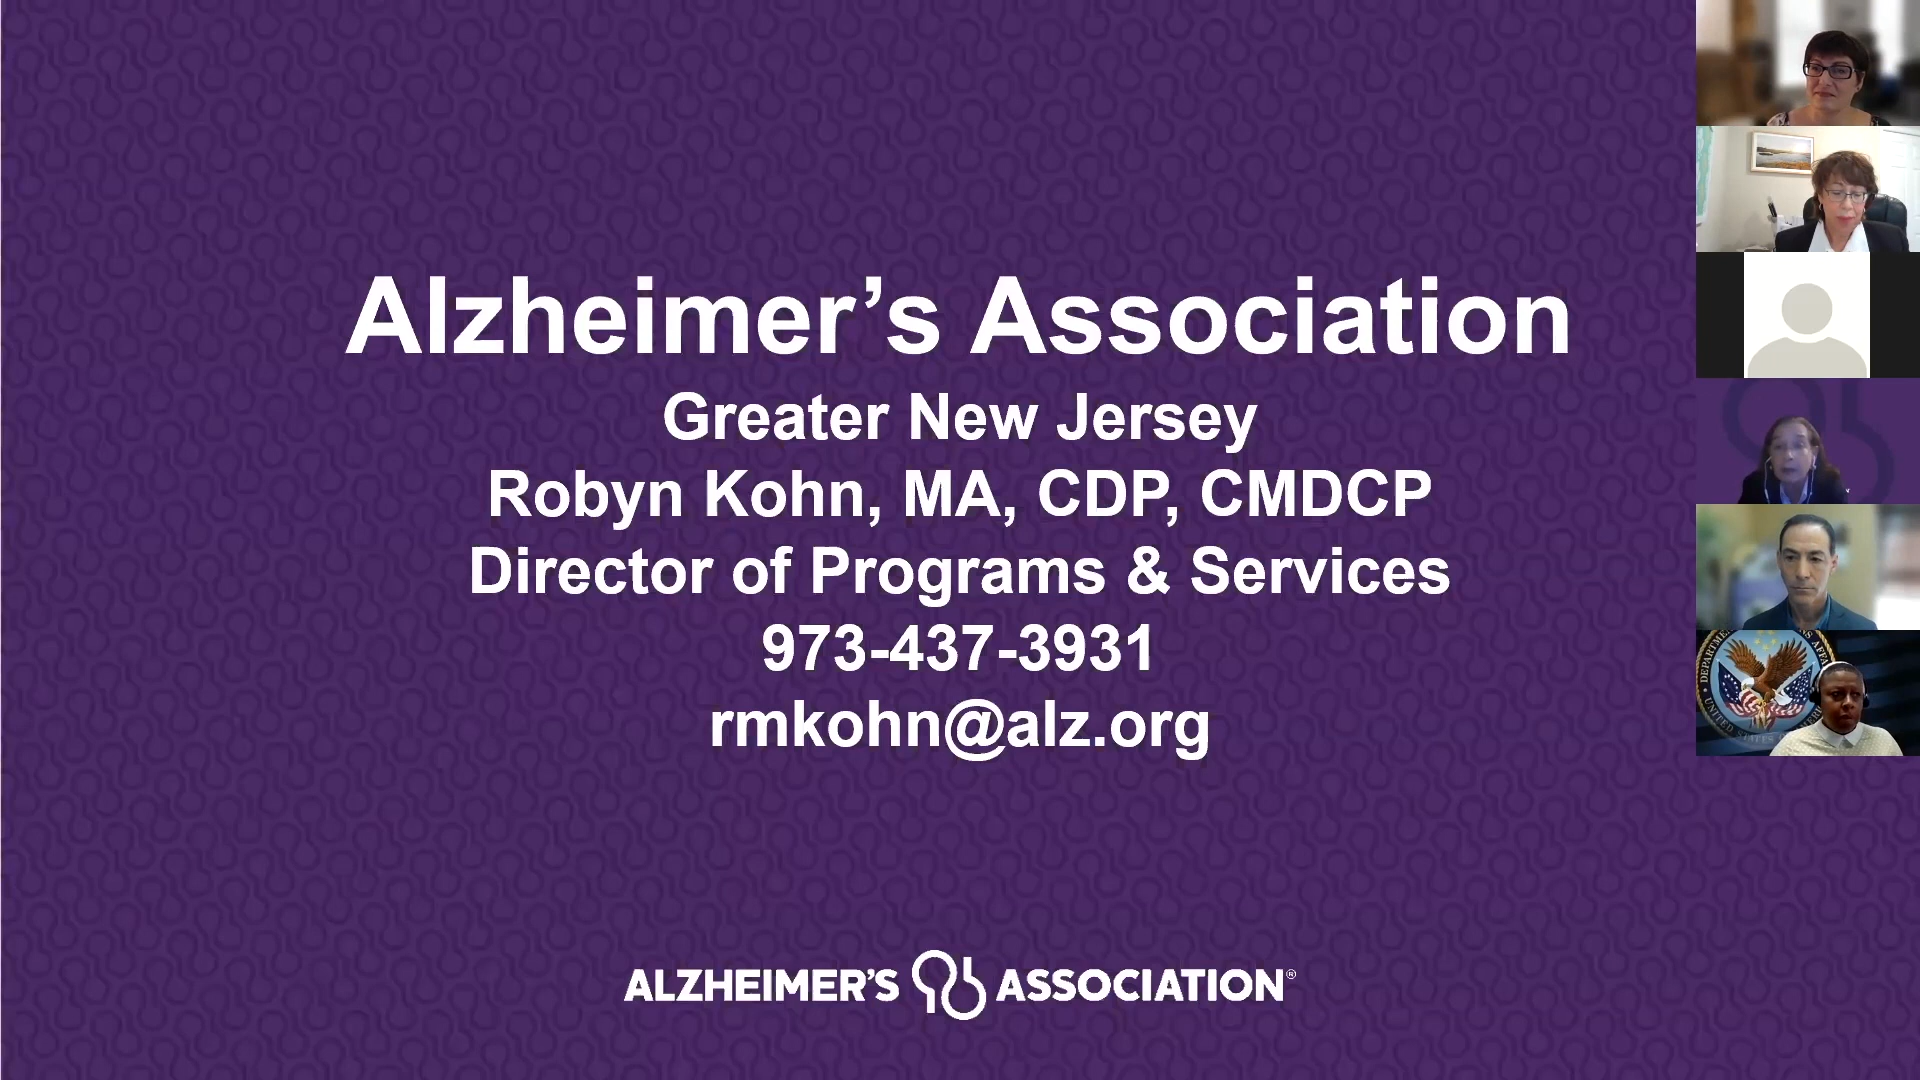 Alzheimer’s Association
Greater New Jersey
Robyn Kohn, MA, CDP, CMDCP
Director of Programs & Services
973-437-3931
rmkohn@alz.org
ALZHEIMER'S ASSOCIATION®